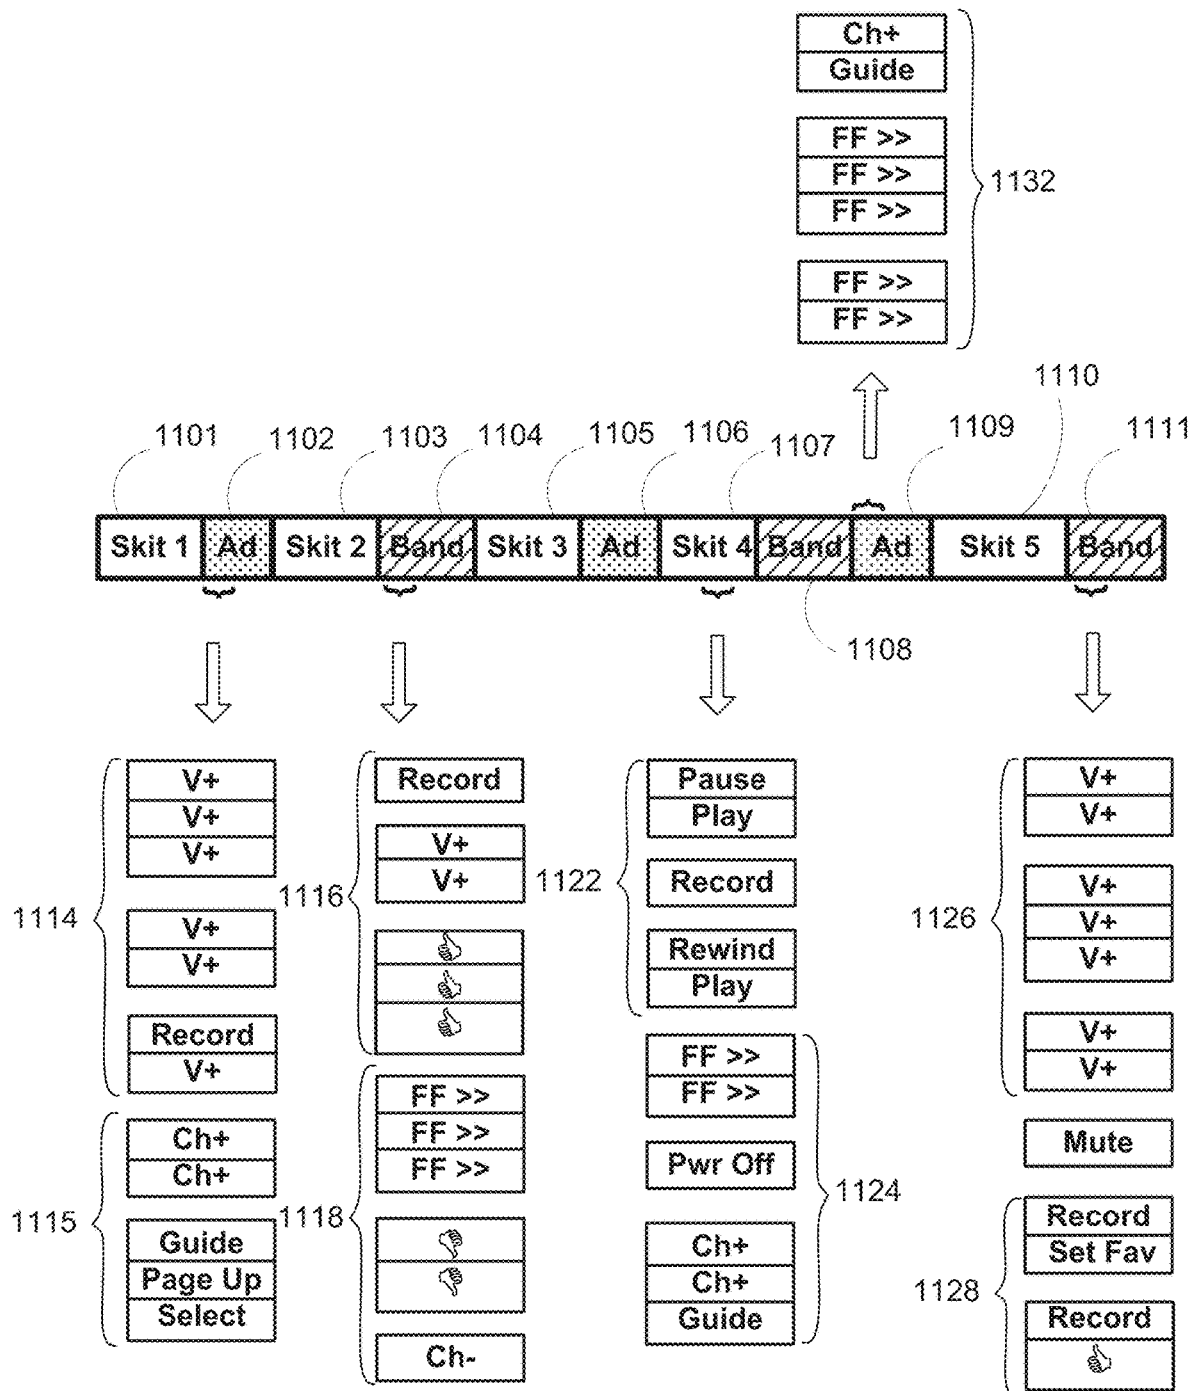 Ch+
Guide
FF >>
FF >>
FF >>
1132
FF >>
FF >>
1101
1102
1103
1104
1105
1106
1107
1109
1110
1111
Skit 1
Ad
Skit 2
Band
Skit 3
Ad
Skit 4
Band
Ad
Skit 5
Band
1108
1114
V+
V+
V+
V+
V+
Record
V+
1115
Ch+
Ch+
Guide
Page Up
Select
1116
Record
V+
V+
1118
FF >>
FF >>
FF >>
Ch-
1122
Pause
Play
Record
Rewind
Play
FF >>
FF >>
Pwr Off
1124
Ch+
Ch+
Guide
1126
V+
V+
V+
V+
V+
V+
V+
Mute
1128
Record
Set Fav
Record